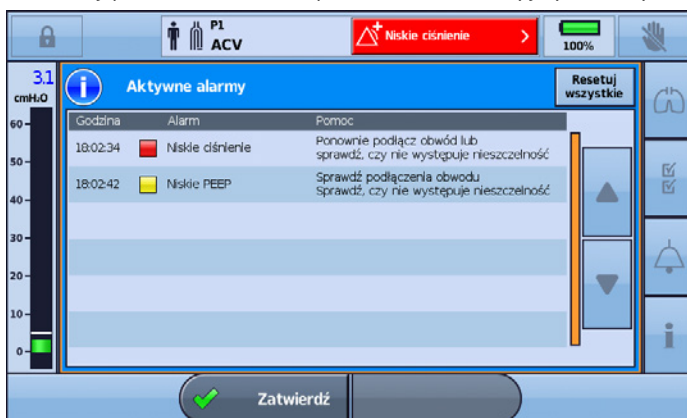 P1
ACV
Niskie ciśnienie
100%
3.1
cmH₂O
Aktywne alarmy
Resetuj
wszystkie
Godzina Alarm Pomoc
18:02:34 Niskie ciśnienie Ponownie podłącz obwód lub
sprawdź, czy nie występuje nieszczelność
18:02:42 Niskie PEEP Sprawdź podłączenia obwodu
Sprawdź, czy nie występuje nieszczelność
60
50
40
30
20
10
0
Zatwierdź